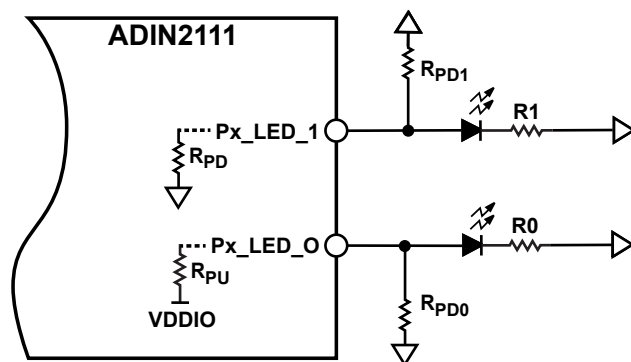 ADIN2111
RPD1
R1
Px_LED_1
RPD
R0
Px_LED_O
RPU
RPD0
VDDIO